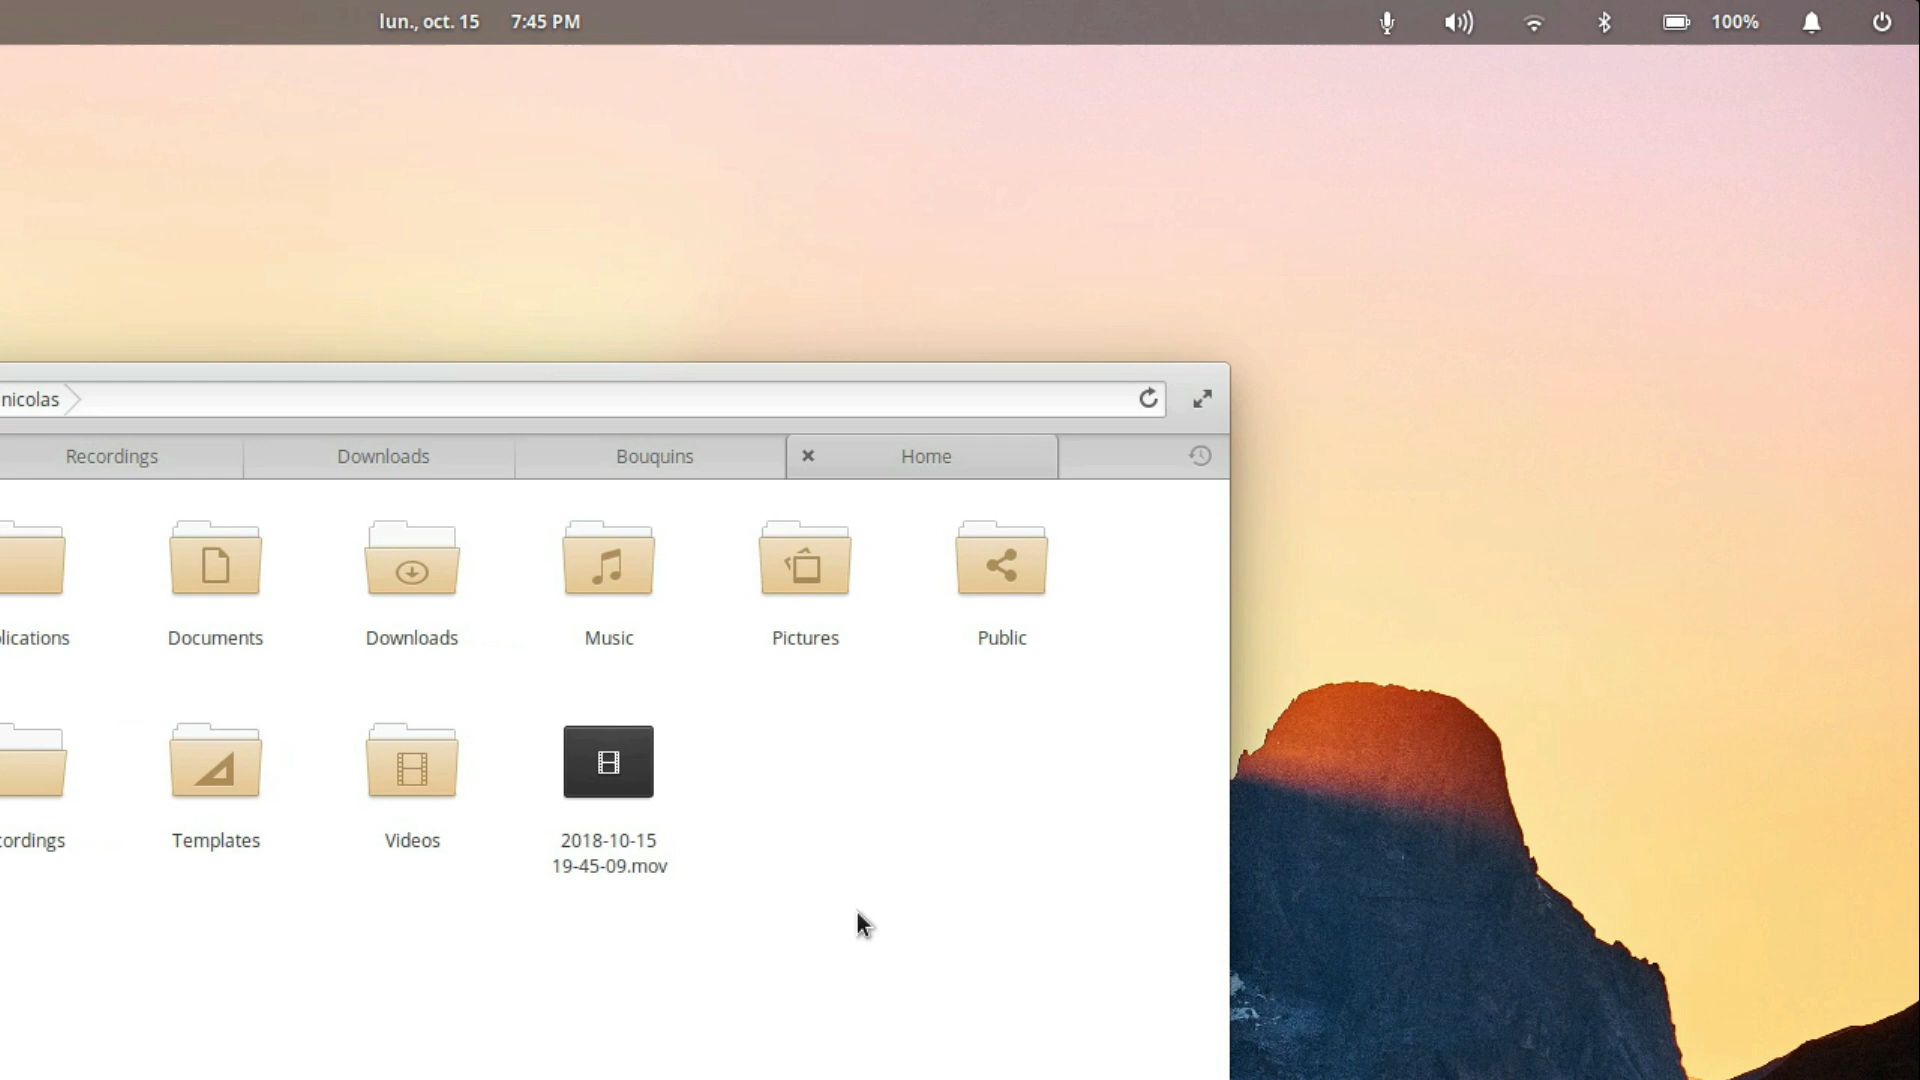 lun., oct. 15 7:45 PM 100%
nicolas
Recordings Downloads Bouquins Home
lications Documents Downloads Music Pictures Public
cordings Templates Videos 2018-10-15
19-45-09.mov